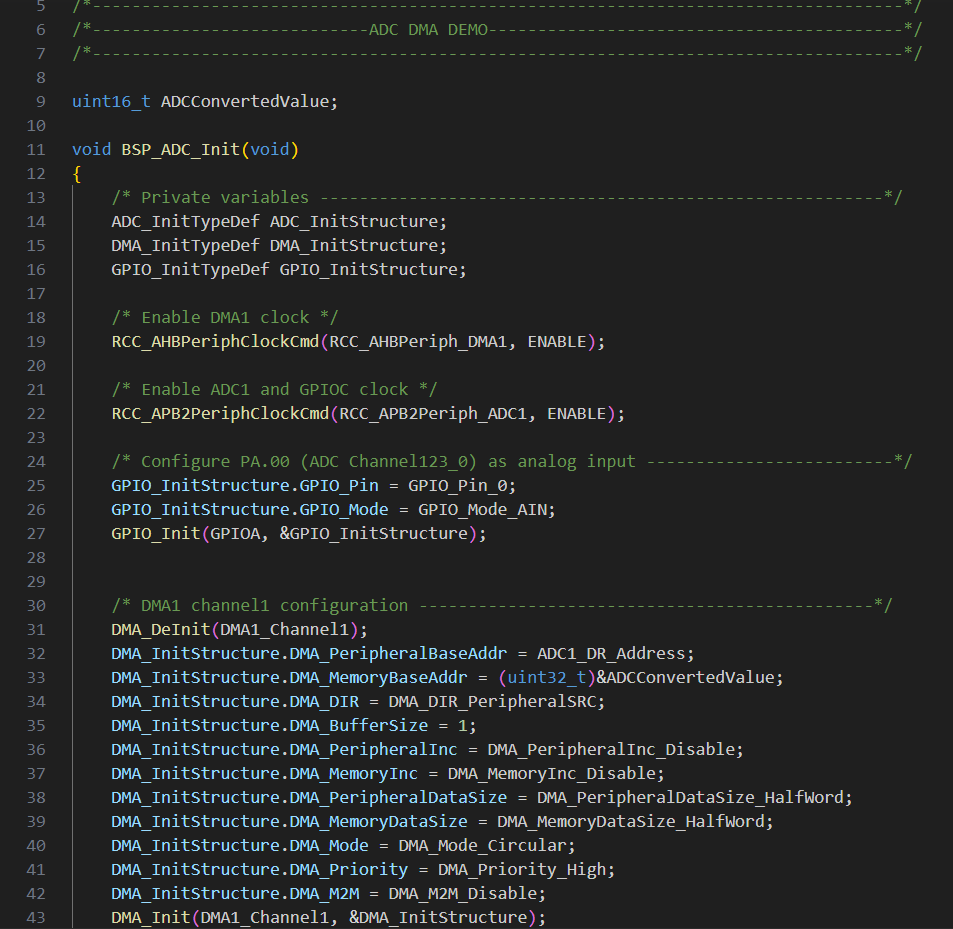 5 /*----------------------------------------------------------------------------------*/
6 /*----------------------------ADC DMA DEMO------------------------------------------*/
7 /*----------------------------------------------------------------------------------*/
8
9 uint16_t ADCConvertedValue;
10
11 void BSP_ADC_Init(void)
12 {
13     /* Private variables ---------------------------------------------------------*/
14     ADC_InitTypeDef ADC_InitStructure;
15     DMA_InitTypeDef DMA_InitStructure;
16     GPIO_InitTypeDef GPIO_InitStructure;
17
18     /* Enable DMA1 clock */
19     RCC_AHBPeriphClockCmd(RCC_AHBPeriph_DMA1, ENABLE);
20
21     /* Enable ADC1 and GPIOC clock */
22     RCC_APB2PeriphClockCmd(RCC_APB2Periph_ADC1, ENABLE);
23
24     /* Configure PA.00 (ADC Channel123_0) as analog input -------------------------*/
25     GPIO_InitStructure.GPIO_Pin = GPIO_Pin_0;
26     GPIO_InitStructure.GPIO_Mode = GPIO_Mode_AIN;
27     GPIO_Init(GPIOA, &GPIO_InitStructure);
28
29
30     /* DMA1 channel1 configuration ----------------------------------------------*/
31     DMA_DeInit(DMA1_Channel1);
32     DMA_InitStructure.DMA_PeripheralBaseAddr = ADC1_DR_Address;
33     DMA_InitStructure.DMA_MemoryBaseAddr = (uint32_t)&ADCConvertedValue;
34     DMA_InitStructure.DMA_DIR = DMA_DIR_PeripheralSRC;
35     DMA_InitStructure.DMA_BufferSize = 1;
36     DMA_InitStructure.DMA_PeripheralInc = DMA_PeripheralInc_Disable;
37     DMA_InitStructure.DMA_MemoryInc = DMA_MemoryInc_Disable;
38     DMA_InitStructure.DMA_PeripheralDataSize = DMA_PeripheralDataSize_HalfWord;
39     DMA_InitStructure.DMA_MemoryDataSize = DMA_MemoryDataSize_HalfWord;
40     DMA_InitStructure.DMA_Mode = DMA_Mode_Circular;
41     DMA_InitStructure.DMA_Priority = DMA_Priority_High;
42     DMA_InitStructure.DMA_M2M = DMA_M2M_Disable;
43     DMA_Init(DMA1_Channel1, &DMA_InitStructure);